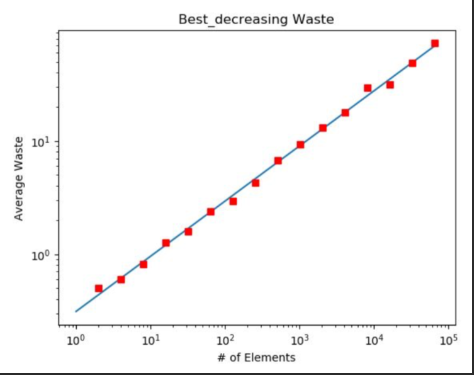 Best_decreasing Waste
Average Waste
10¹
10⁰
10⁰ 10¹ 10² 10³ 10⁴ 10⁵
# of Elements